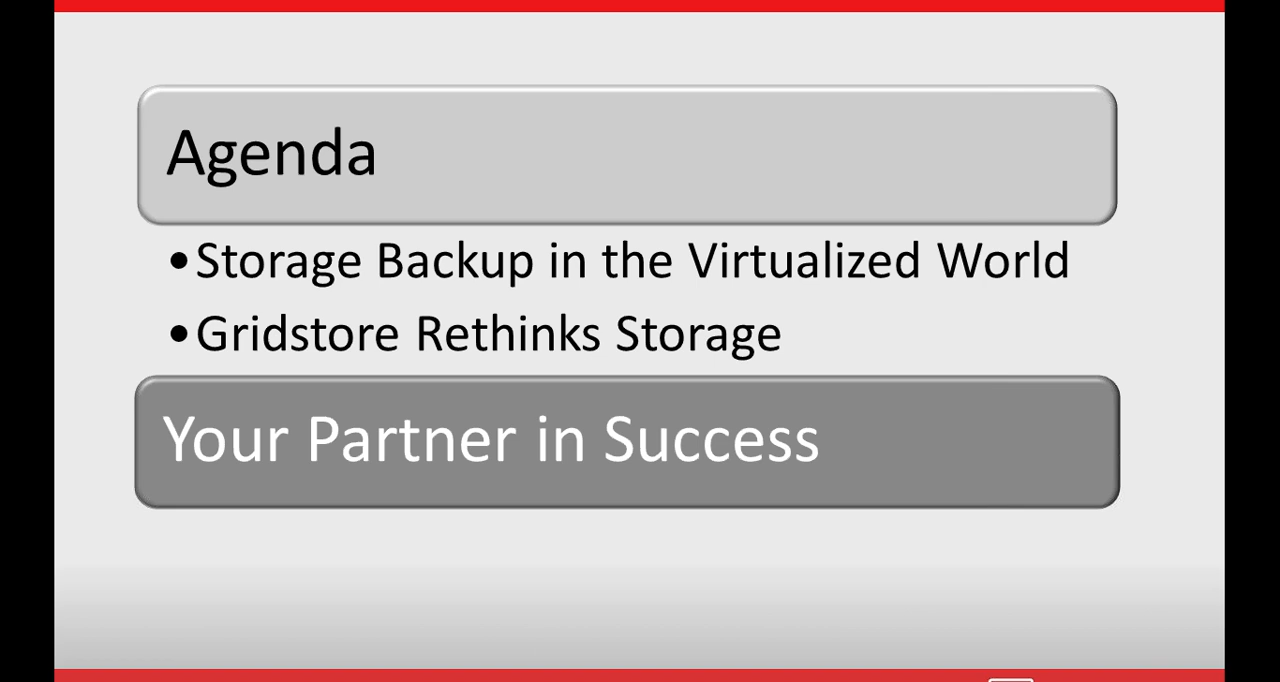 Agenda
•Storage Backup in the Virtualized World
•Gridstore Rethinks Storage
Your Partner in Success